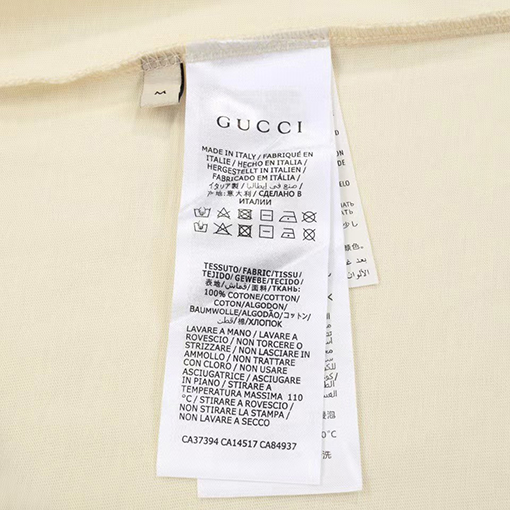 M
GUCCI
MADE IN ITALY / FABRIQUÉ EN
ITALIE / HECHO EN ITALIA /
HERGESTELLT IN ITALIEN /
FABRICADO EM ITÁLIA /
イタリア製 / صنع في إيطاليا /
产地: 意大利 / СДЕЛАНО В
ИТАЛИИ
TESSUTO/FABRIC/TISSU/
TEJIDO/GEWEBE/TECIDO/
表地/قماش/面料/ТКАНЬ:
100% COTONE/COTTON/
COTON/ALGODON/
BAUMWOLLE/ALGODÃO/コットン/
قطن/棉/ХЛОПОК
LAVARE A MANO / LAVARE A
ROVESCIO / NON TORCERE O
STRIZZARE / NON LASCIARE IN
AMMOLLO / NON TRATTARE
CON CLORO / NON USARE
ASCIUGATRICE / ASCIUGARE
IN PIANO / STIRARE A
TEMPERATURA MASSIMA 110
°C / STIRARE A ROVESCIO /
NON STIRARE LA STAMPA /
NON LAVARE A SECCO
CA37394 CA14517 CA84937